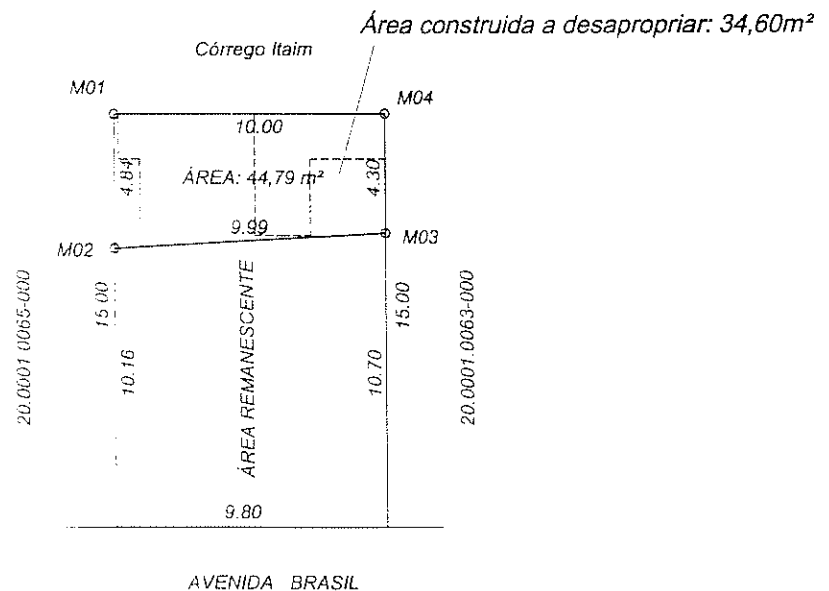 Área construida a desapropriar: 34,60m²
Córrego Itaim
M01
M04
10.00
4.84
ÁREA: 44,79 m²
4.30
9.99
M02
M03
20.0001 0065-000
15 00
10.16
ÁREA REMANESCENTE
15.00
10.70
20.0001.0063-000
9.80
AVENIDA BRASIL